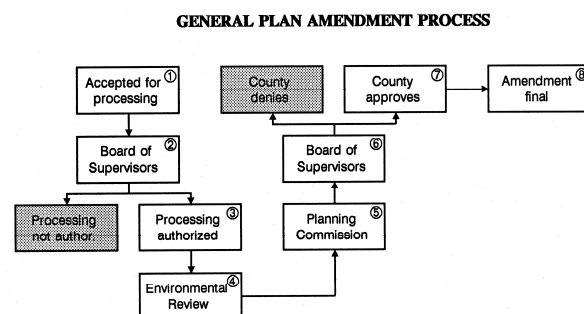 GENERAL PLAN AMENDMENT PROCESS
①
Accepted for
processing
②
Board of
Supervisors
Processing
not author.
③
Processing
authorized
④
Environmental
Review
⑤
Planning
Commission
⑥
Board of
Supervisors
County
denies
⑦
County
approves
⑧
Amendment
final